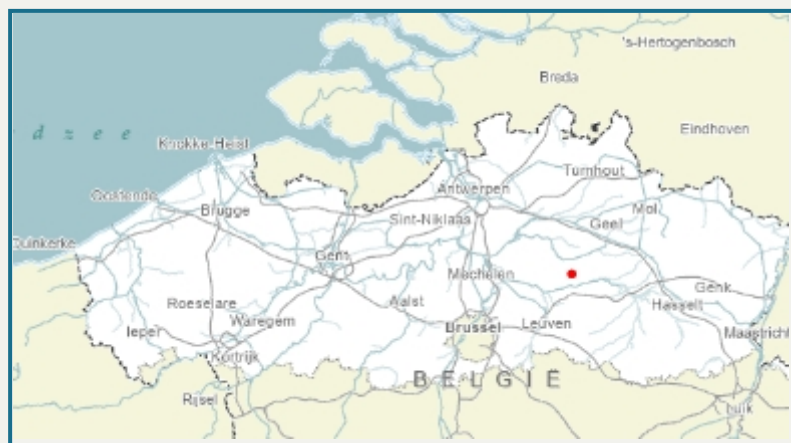 's-Hertogenbosch
Breda
Eindhoven
d z e e
Knokke-Heist
Turnhout
Oostende
Antwerpen
Mol
Brugge
Sint-Niklaas
Geel
Duinkerke
Gent
Mechelen
Genk
Roeselare
Aalst
Hasselt
Ieper
Waregem
Brussel
Leuven
Maastricht
Kortrijk
BELGIË
Rijsel
Luik